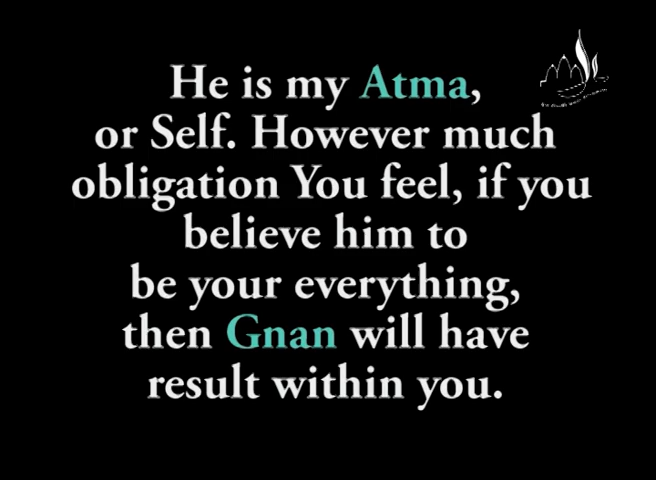 He is my Atma,
or Self. However much
obligation You feel, if you
believe him to
be your everything,
then Gnan will have
result within you.